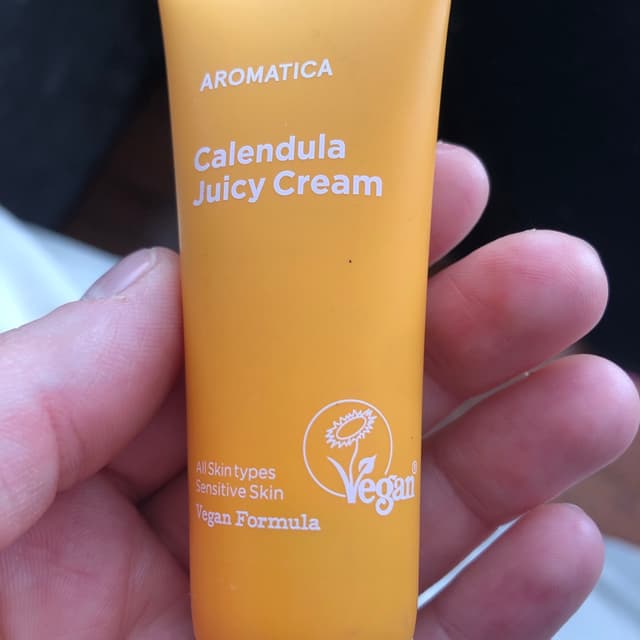 AROMATICA
Calendula
Juicy Cream
All Skin types
Sensitive Skin
Vegan Formula
Vegan®